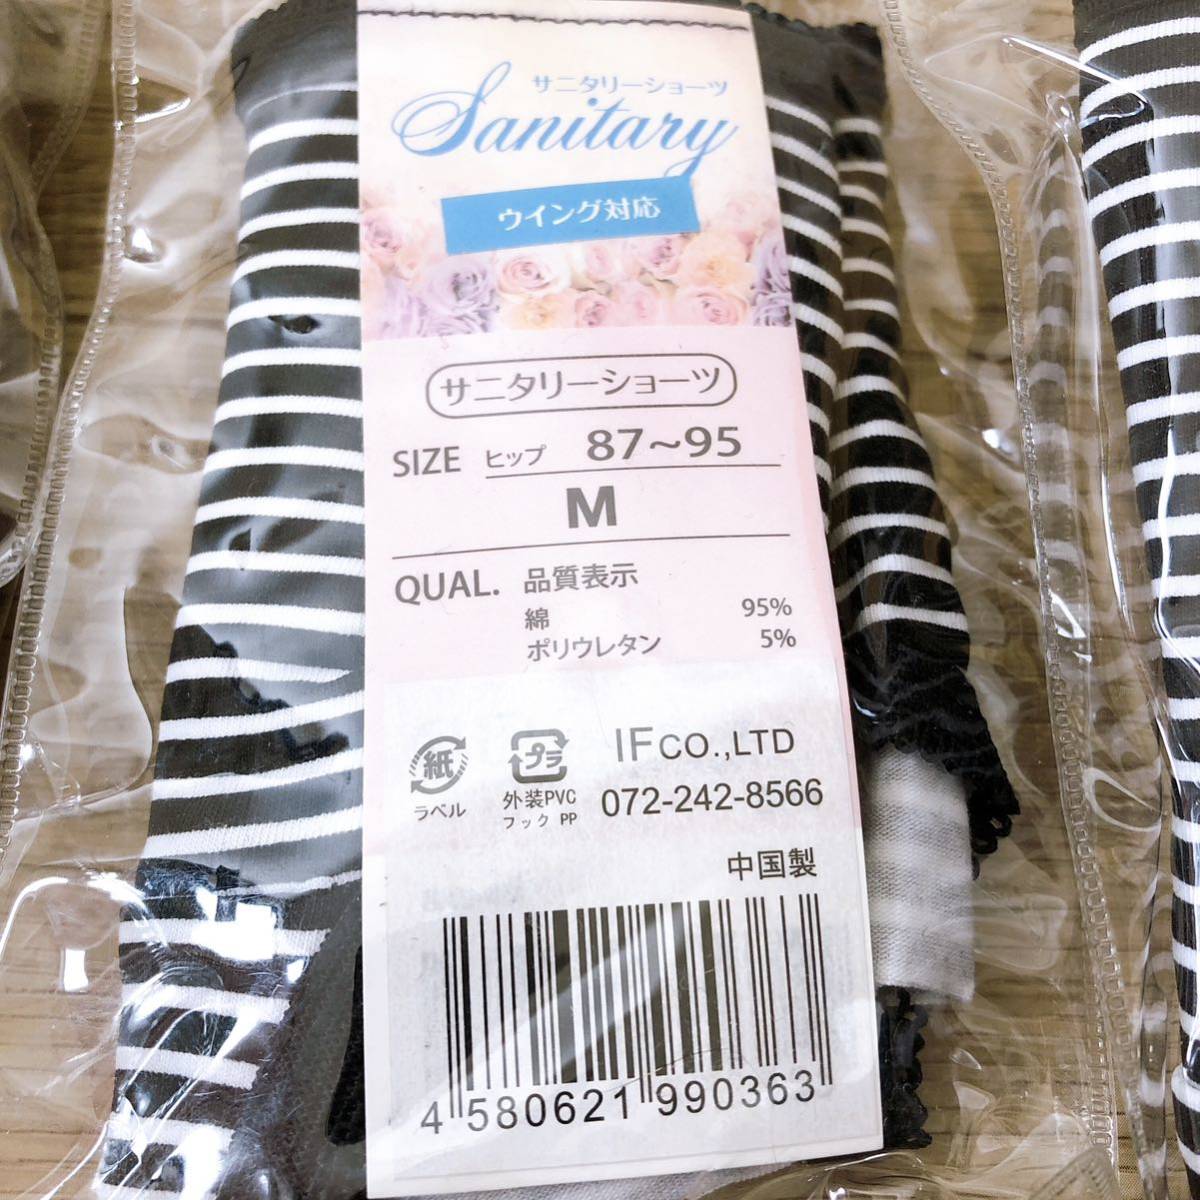 サニタリーショーツ
Sanitary
ウイング対応
サニタリーショーツ
SIZE ヒップ 87〜95
M
QUAL. 品質表示
綿 95%
ポリウレタン 5%
紙
ラベル
プラ
外装PVC
フック PP
IF CO.,LTD
072-242-8566
中国製
4 580621 990363